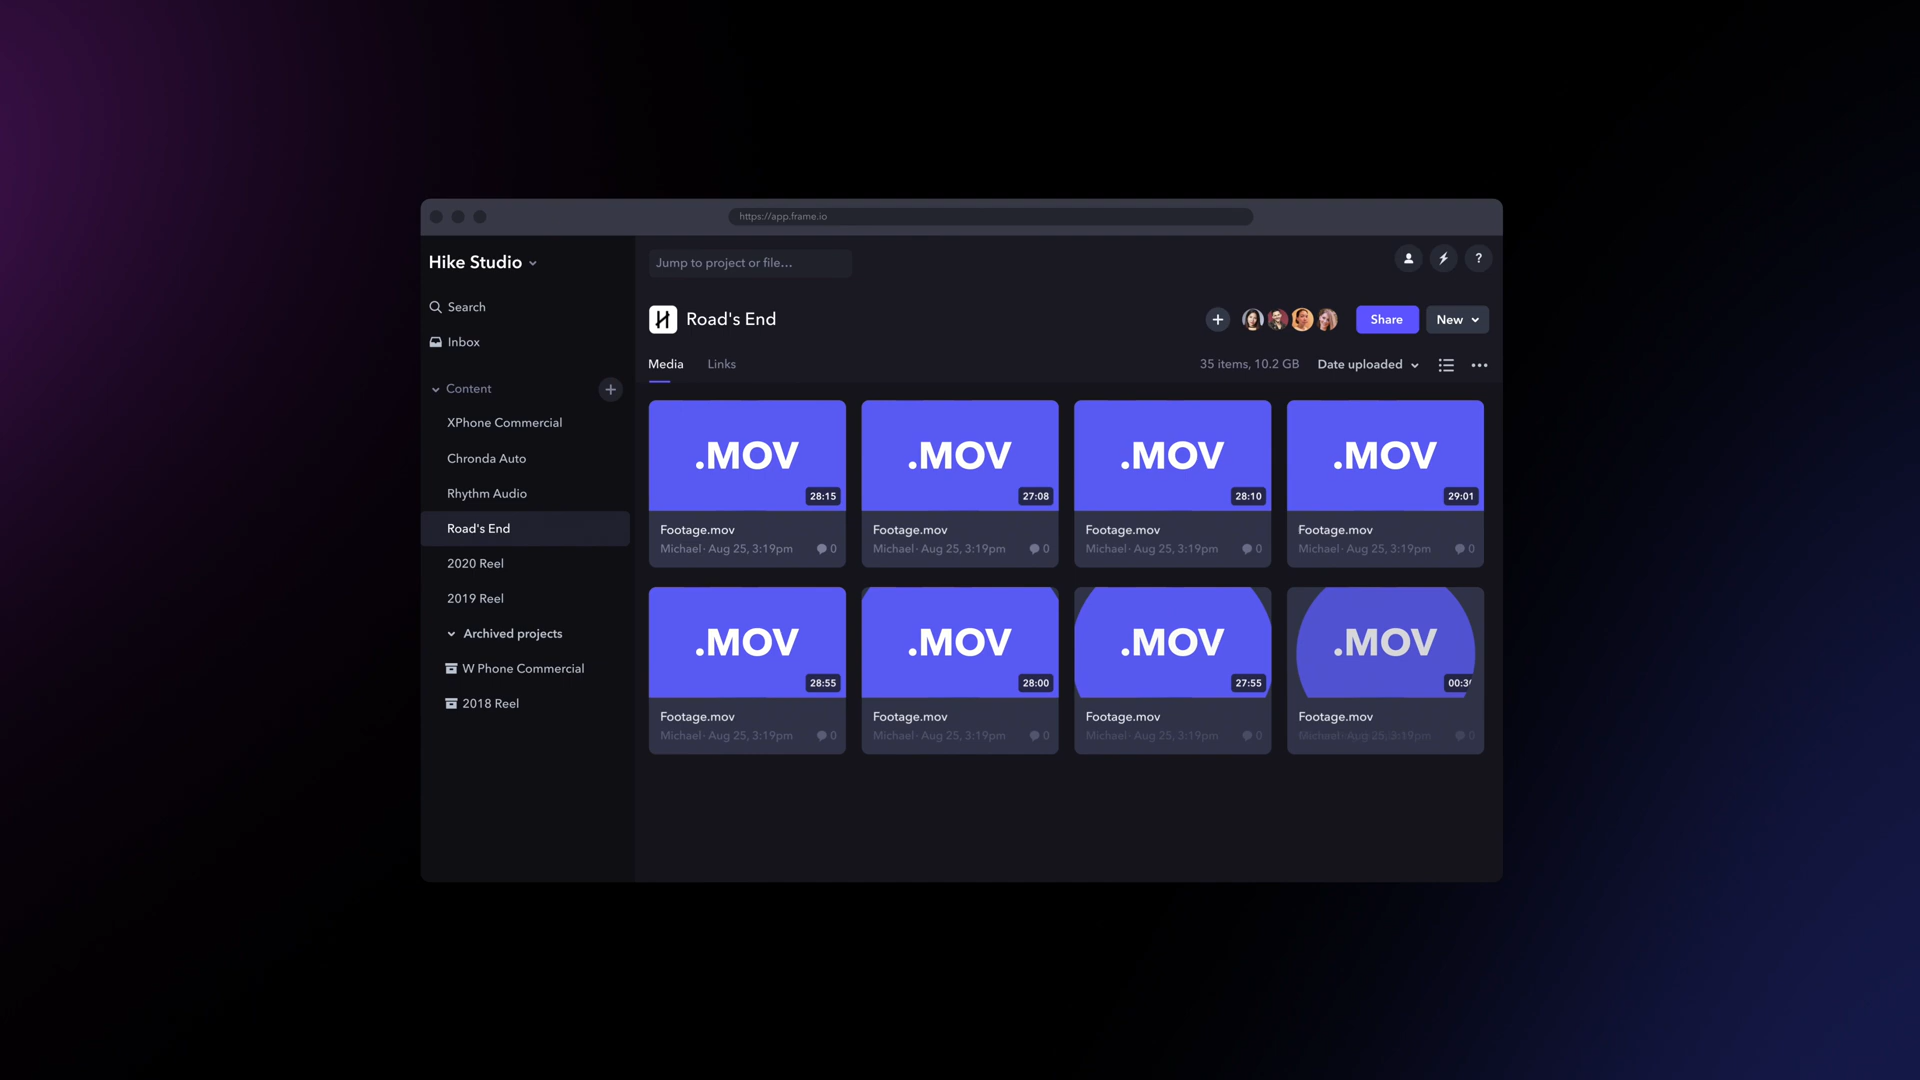 https://app.frame.io
Hike Studio
Jump to project or file...
?
Search
Inbox
Road's End
Share
New
Media
Links
35 items, 10.2 GB
Date uploaded
Content
XPhone Commercial
Chronda Auto
Rhythm Audio
Road's End
2020 Reel
2019 Reel
Archived projects
W Phone Commercial
2018 Reel
.MOV
28:15
Footage.mov
Michael · Aug 25, 3:19pm
0
.MOV
27:08
Footage.mov
Michael · Aug 25, 3:19pm
0
.MOV
28:10
Footage.mov
Michael · Aug 25, 3:19pm
0
.MOV
29:01
Footage.mov
Michael · Aug 25, 3:19pm
0
.MOV
28:55
Footage.mov
Michael · Aug 25, 3:19pm
0
.MOV
28:00
Footage.mov
Michael · Aug 25, 3:19pm
0
.MOV
27:55
Footage.mov
Michael · Aug 25, 3:19pm
0
.MOV
Footage.mov
Michael · Aug 25, 3:19pm
0